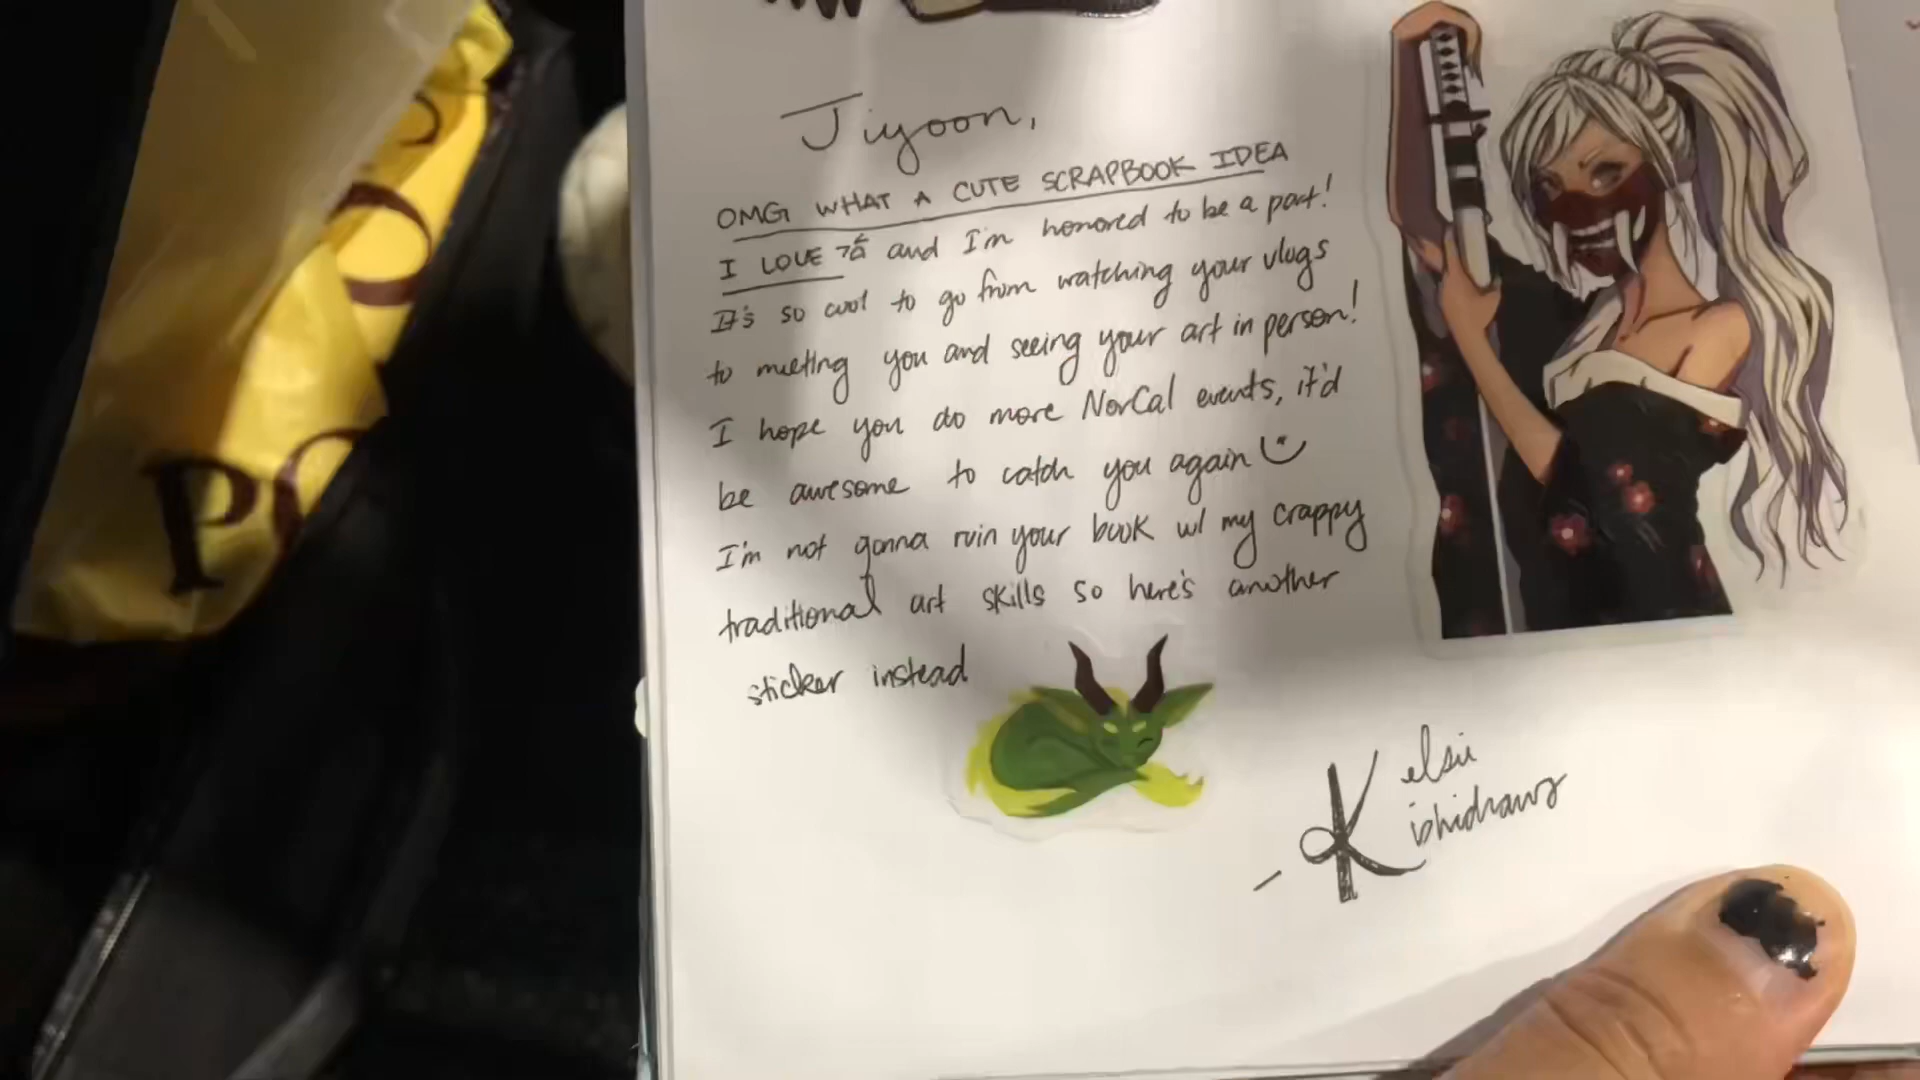 Jiyoon,
OMG WHAT A CUTE SCRAPBOOK IDEA
I LOVE and I'm honored to be a part!
It's so cool to go from watching your vlogs
to meeting you and seeing your art in person!
I hope you do more NorCal events, it'd
be awesome to catch you again
I'm not gonna ruin your book w/ my crappy
traditional art skills so here's another
sticker instead
- Kelsie
ishidraws
PO